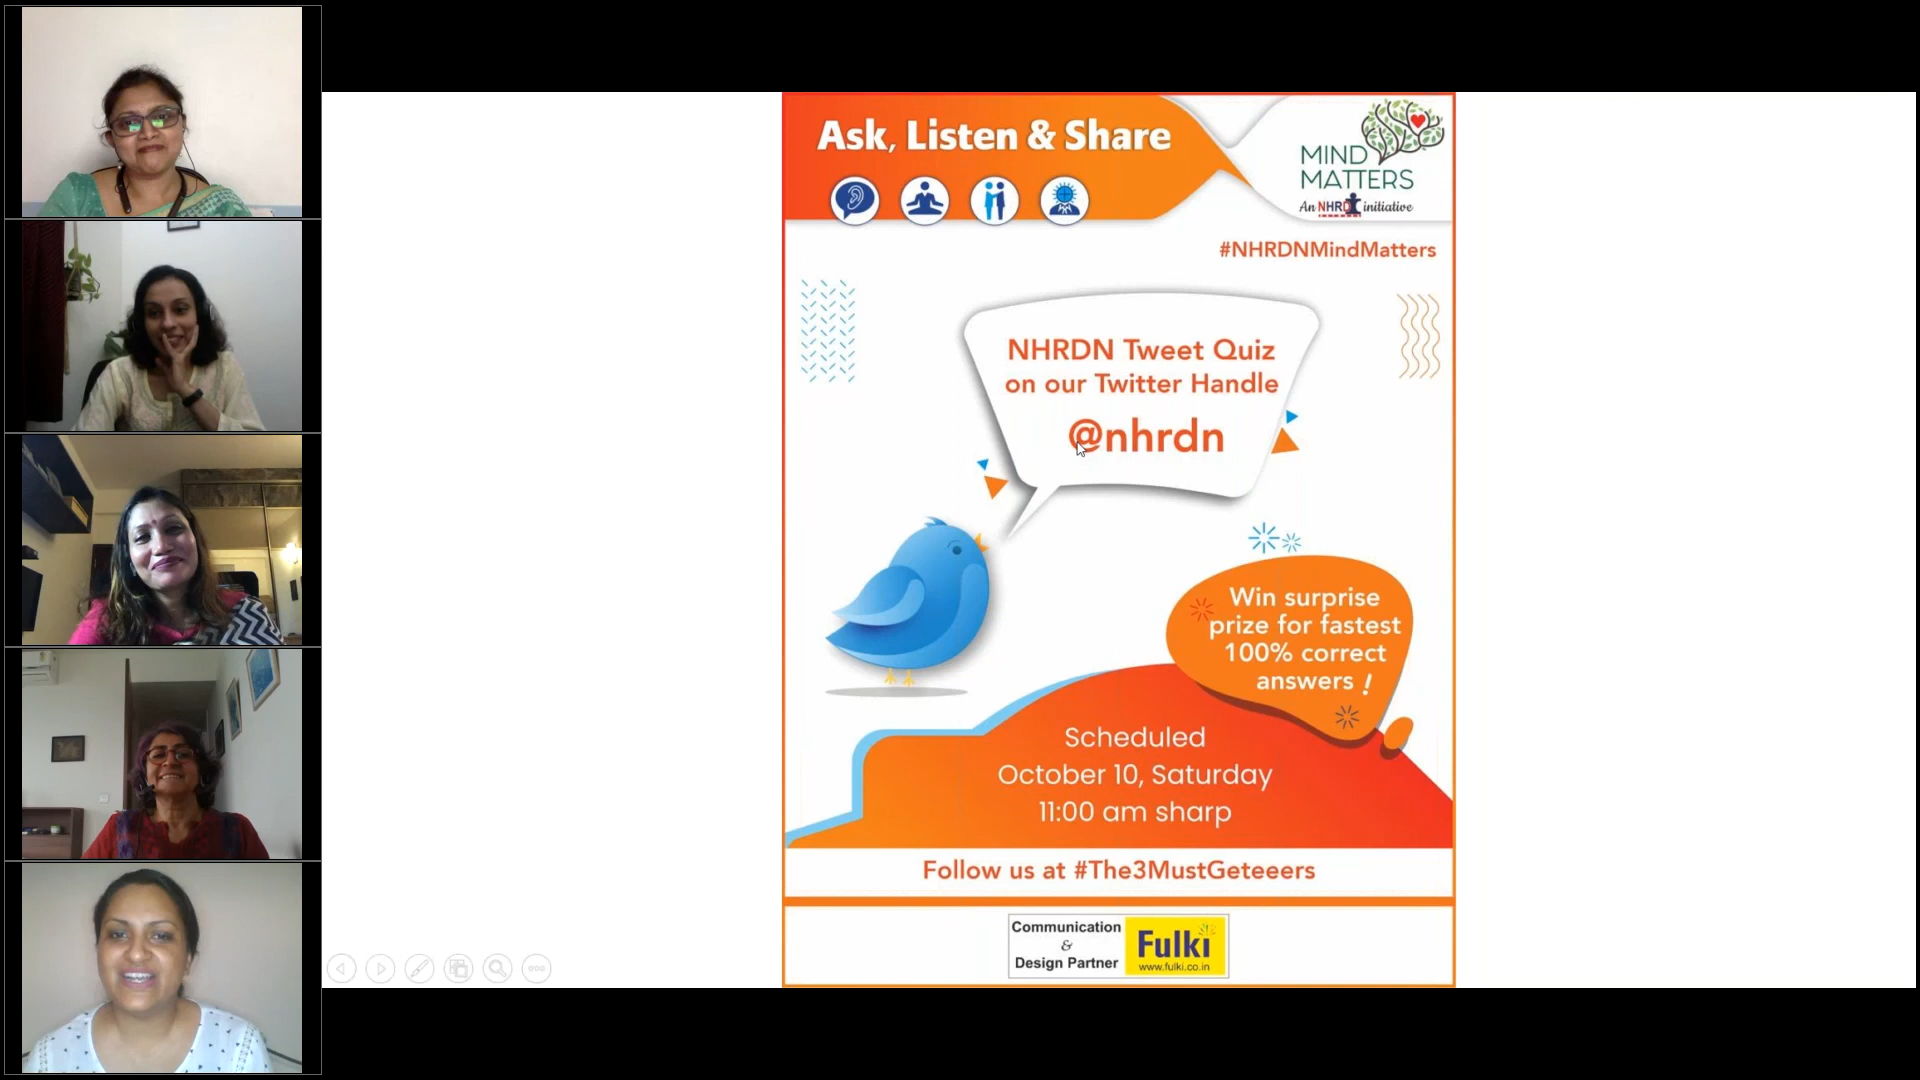 Ask, Listen & Share
MIND
MATTERS
An NHRDN initiative
#NHRDNMindMatters
NHRDN Tweet Quiz
on our Twitter Handle
@nhrdn
Win surprise
prize for fastest
100% correct
answers !
Scheduled
October 10, Saturday
11:00 am sharp
Follow us at #The3MustGeteeers
Communication
&
Design Partner
Fulki
www.fulki.co.in